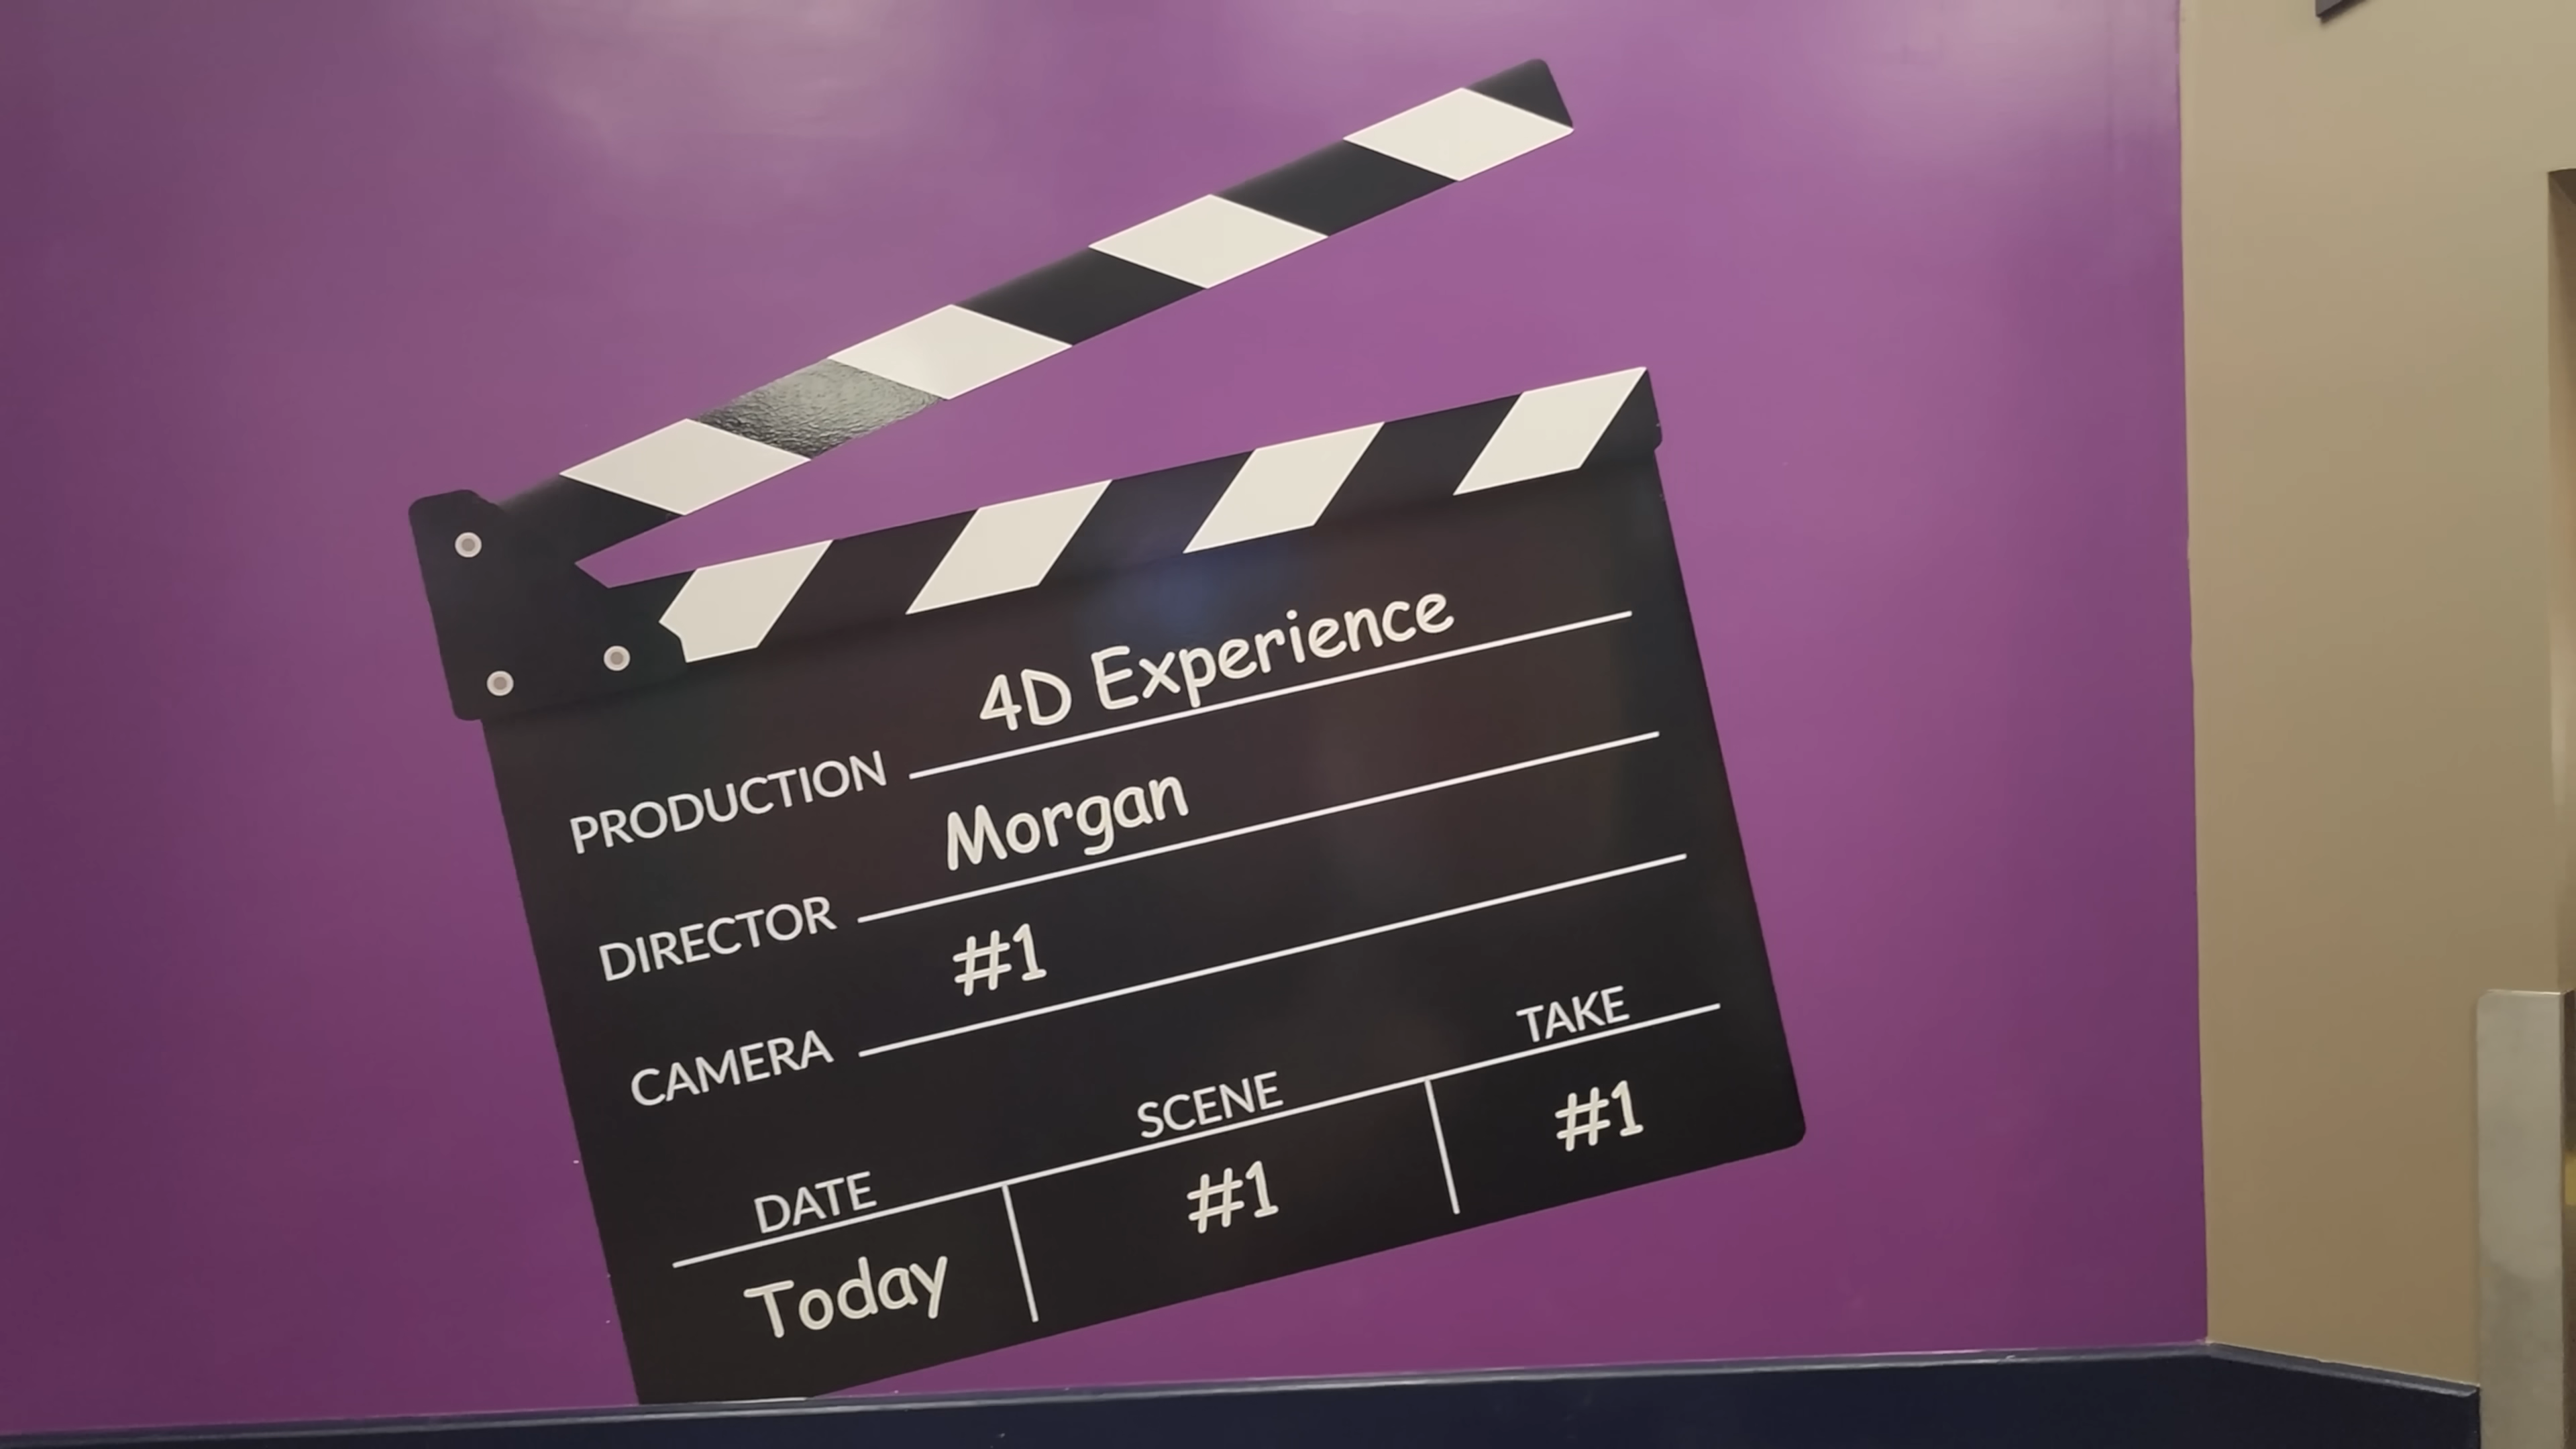 PRODUCTION 4D Experience
DIRECTOR Morgan
CAMERA #1
DATE SCENE TAKE
Today #1 #1